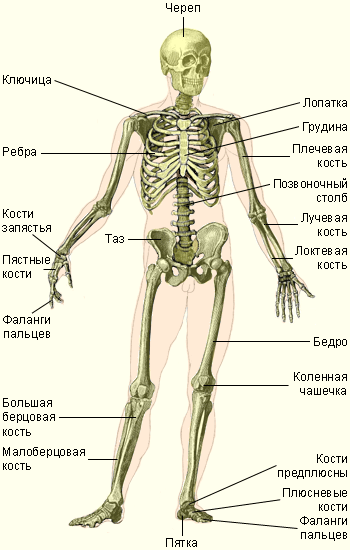 Череп
Ключица
Лопатка
Грудина
Ребра
Плечевая
кость
Позвоночный
столб
Кости
запястья
Таз
Лучевая
кость
Пястные
кости
Локтевая
кость
Фаланги
пальцев
Бедро
Коленная
чашечка
Большая
берцовая
кость
Малоберцовая
кость
Кости
предплюсны
Плюсневые
кости
Фаланги
пальцев
Пятка